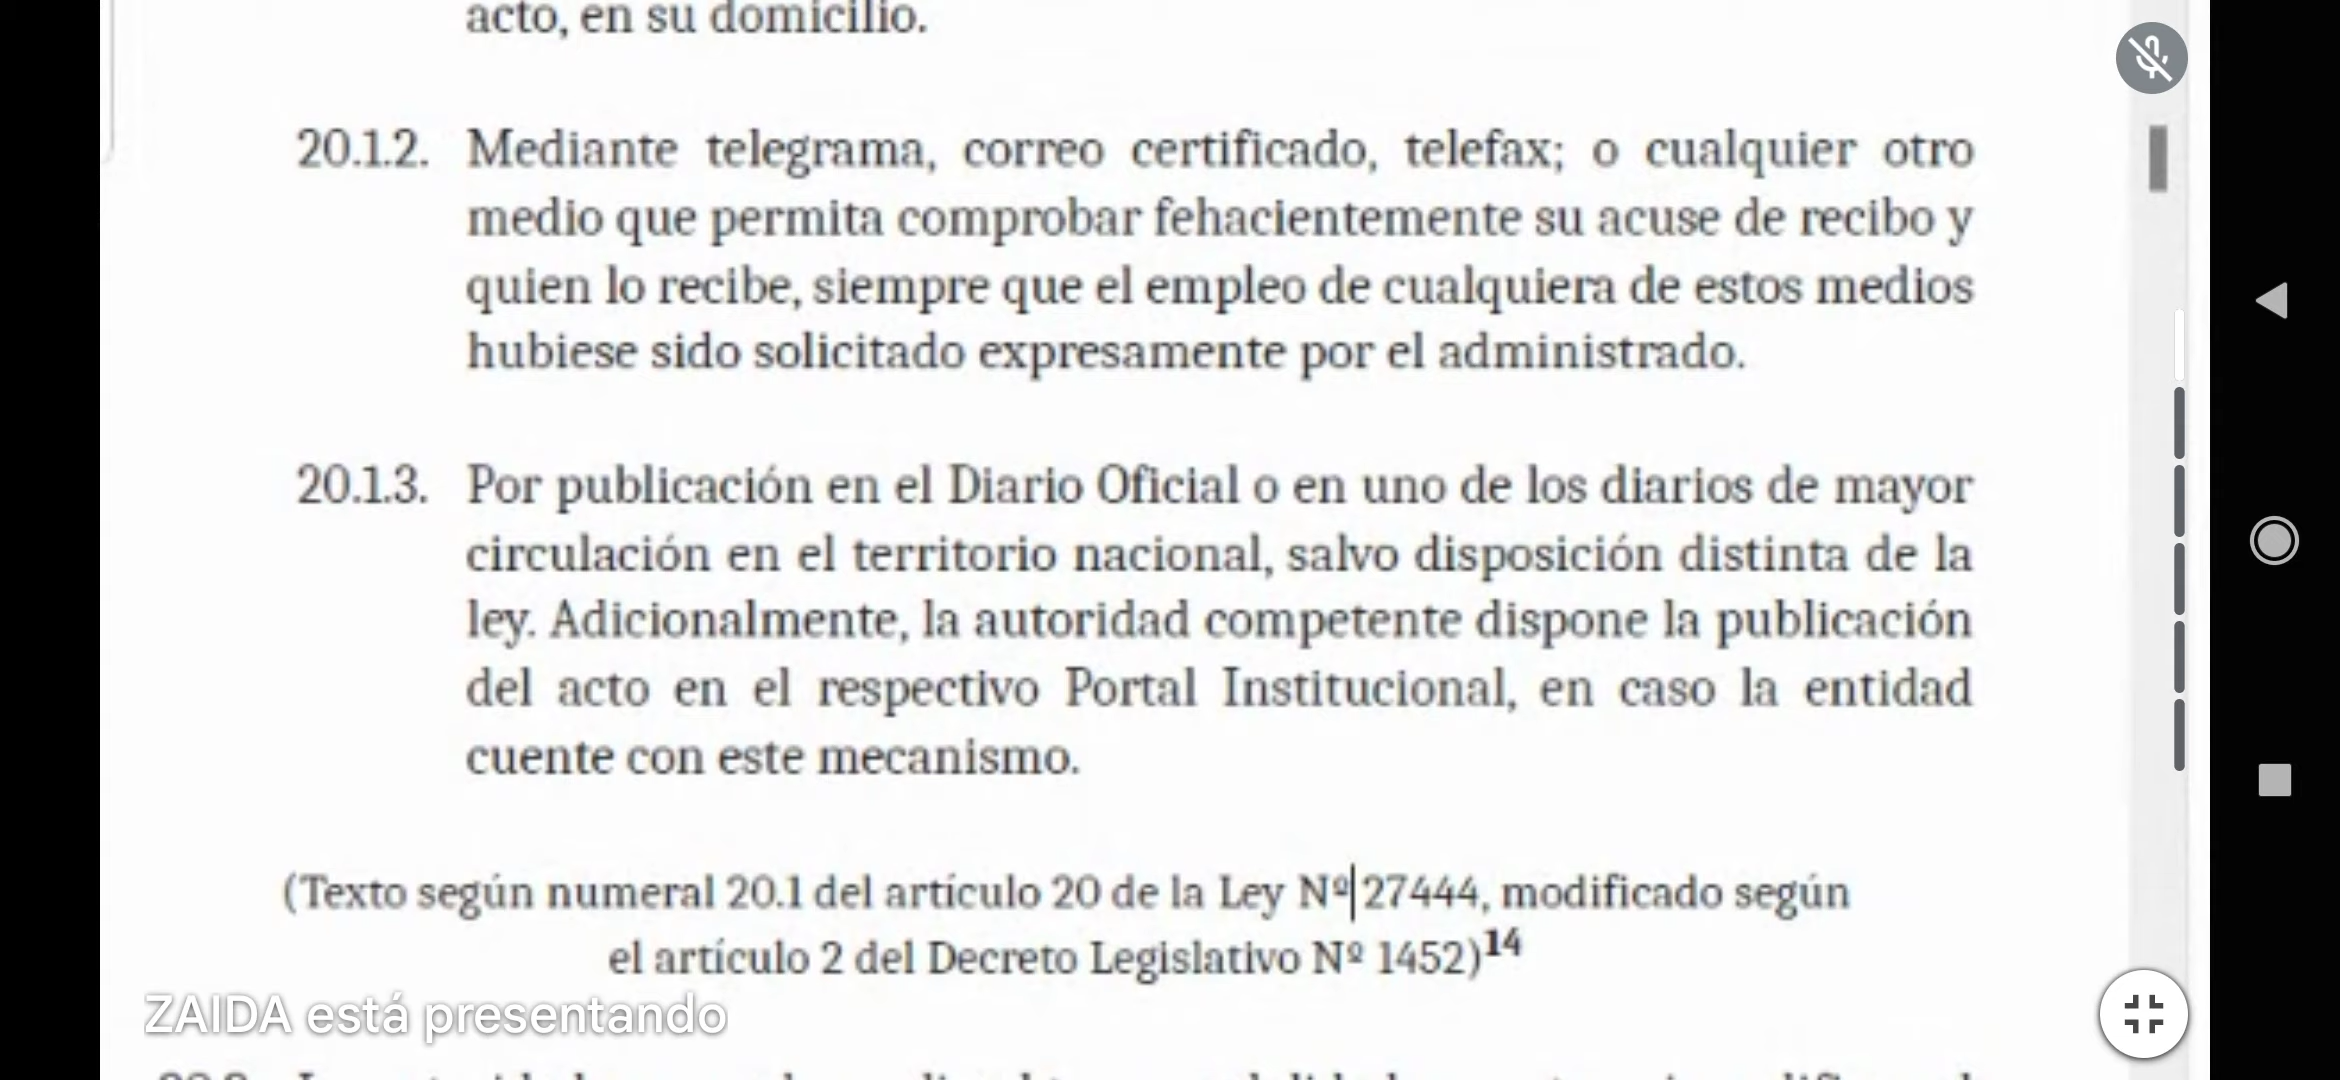 acto, en su domicilio.
20.1.2. Mediante telegrama, correo certificado, telefax; o cualquier otro
medio que permita comprobar fehacientemente su acuse de recibo y
quien lo recibe, siempre que el empleo de cualquiera de estos medios
hubiese sido solicitado expresamente por el administrado.
20.1.3. Por publicación en el Diario Oficial o en uno de los diarios de mayor
circulación en el territorio nacional, salvo disposición distinta de la
ley. Adicionalmente, la autoridad competente dispone la publicación
del acto en el respectivo Portal Institucional, en caso la entidad
cuente con este mecanismo.
(Texto según numeral 20.1 del artículo 20 de la Ley Nº 27444, modificado según
el artículo 2 del Decreto Legislativo Nº 1452)14
ZAIDA está presentando